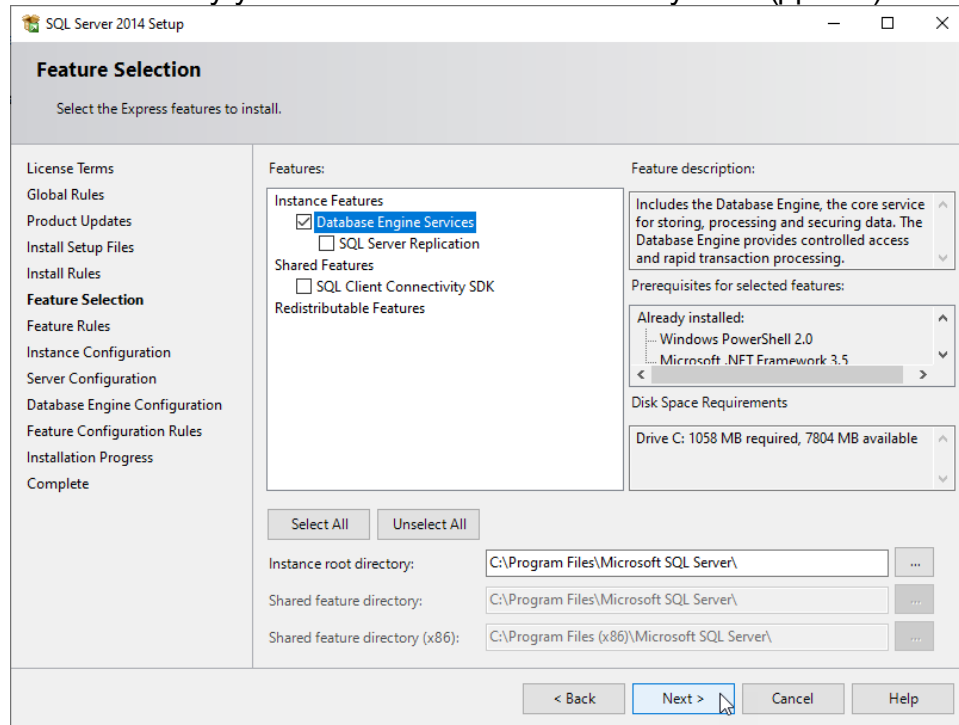 SQL Server 2014 Setup
Feature Selection
Select the Express features to install.
License Terms
Global Rules
Product Updates
Install Setup Files
Install Rules
Feature Selection
Feature Rules
Instance Configuration
Server Configuration
Database Engine Configuration
Feature Configuration Rules
Installation Progress
Complete
Features:
Instance Features
Database Engine Services
SQL Server Replication
Shared Features
SQL Client Connectivity SDK
Redistributable Features
Feature description:
Includes the Database Engine, the core service
for storing, processing and securing data. The
Database Engine provides controlled access
and rapid transaction processing.
Prerequisites for selected features:
Already installed:
Windows PowerShell 2.0
Microsoft .NET Framework 3.5
Disk Space Requirements
Drive C: 1058 MB required, 7804 MB available
Select All
Unselect All
Instance root directory: C:\Program Files\Microsoft SQL Server\ ...
Shared feature directory: C:\Program Files\Microsoft SQL Server\ ...
Shared feature directory (x86): C:\Program Files (x86)\Microsoft SQL Server\ ...
< Back
Next >
Cancel
Help